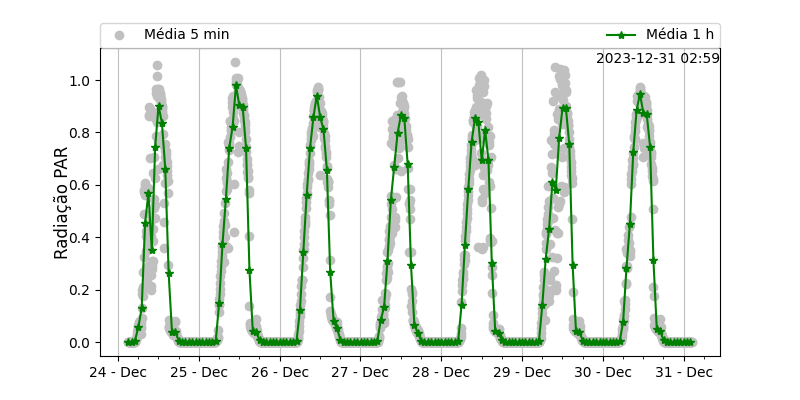 Média 5 min
Média 1 h
2023-12-31 02:59
Radiação PAR
1.0
0.8
0.6
0.4
0.2
0.0
24 - Dec
25 - Dec
26 - Dec
27 - Dec
28 - Dec
29 - Dec
30 - Dec
31 - Dec